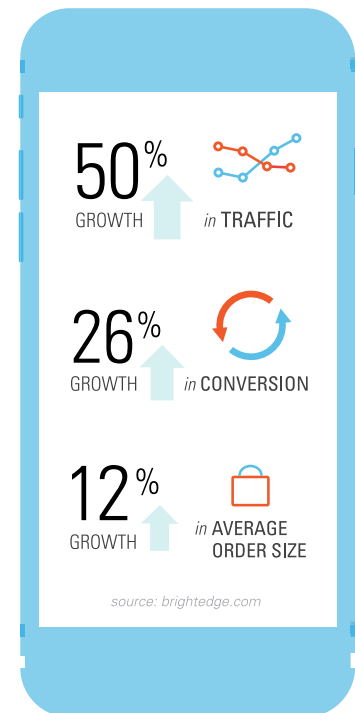 50%
GROWTH in TRAFFIC
26%
GROWTH in CONVERSION
12%
GROWTH in AVERAGE
ORDER SIZE
source: brightedge.com